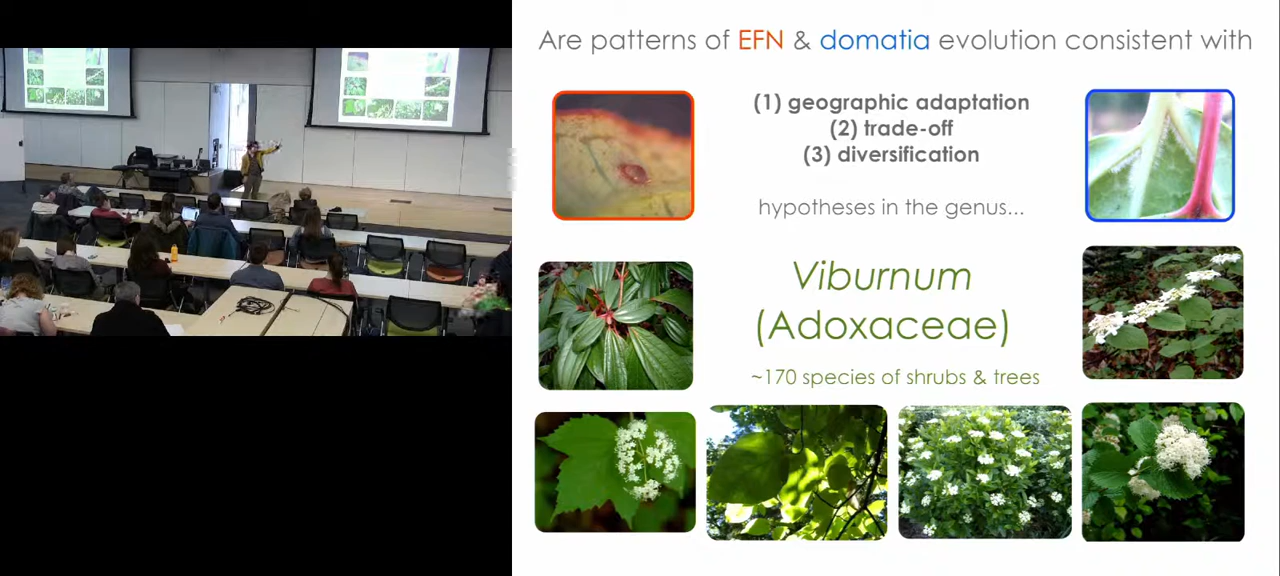 Are patterns of EFN & domatia evolution consistent with
(1) geographic adaptation
(2) trade-off
(3) diversification
hypotheses in the genus...
Viburnum
(Adoxaceae)
~170 species of shrubs & trees